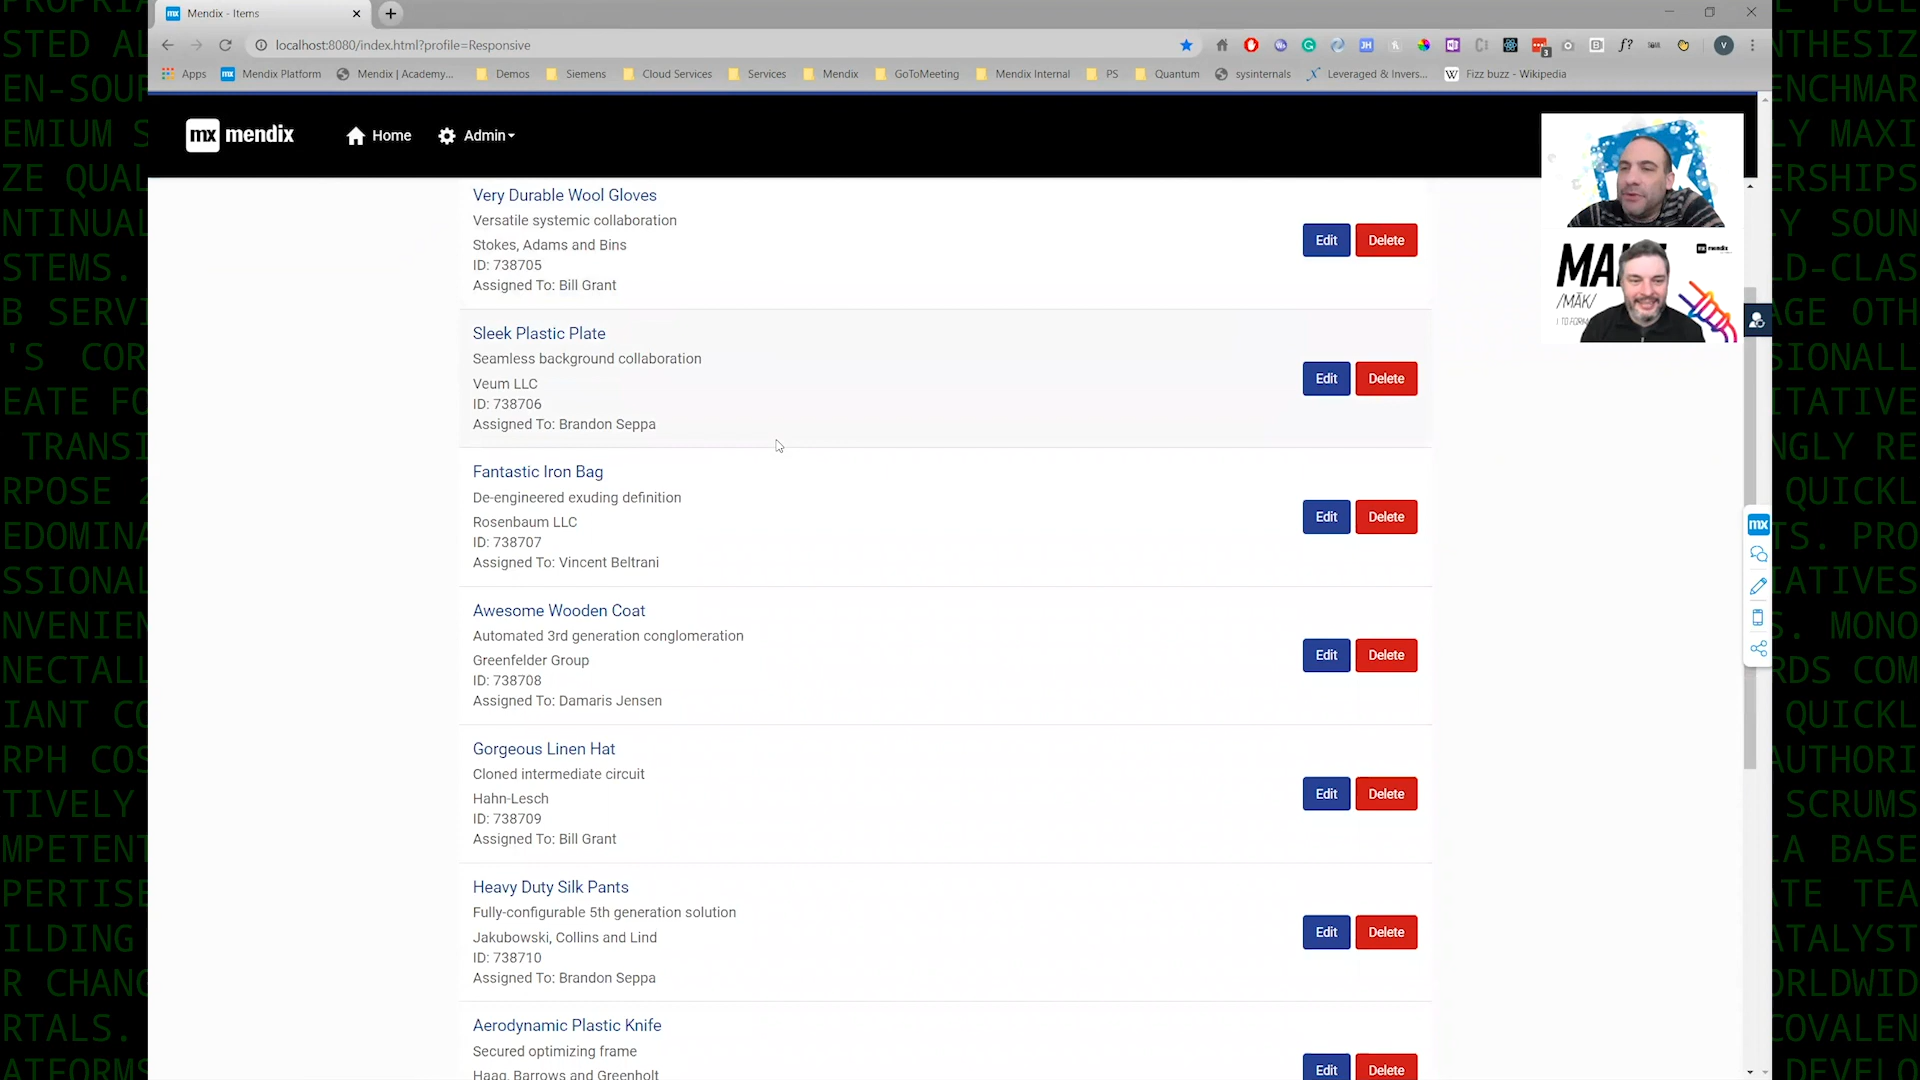 Mendix - Items
localhost:8080/index.html?profile=Responsive
Apps
Mendix Platform
Mendix | Academy...
Demos
Siemens
Cloud Services
Services
Mendix
GoToMeeting
Mendix Internal
PS
Quantum
sysinternals
Leveraged & Invers...
Fizz buzz - Wikipedia
mx mendix
Home
Admin
Very Durable Wool Gloves
Versatile systemic collaboration
Stokes, Adams and Bins
ID: 738705
Assigned To: Bill Grant
Edit
Delete
Sleek Plastic Plate
Seamless background collaboration
Veum LLC
ID: 738706
Assigned To: Brandon Seppa
Edit
Delete
Fantastic Iron Bag
De-engineered exuding definition
Rosenbaum LLC
ID: 738707
Assigned To: Vincent Beltrani
Edit
Delete
Awesome Wooden Coat
Automated 3rd generation conglomeration
Greenfelder Group
ID: 738708
Assigned To: Damaris Jensen
Edit
Delete
Gorgeous Linen Hat
Cloned intermediate circuit
Hahn-Lesch
ID: 738709
Assigned To: Bill Grant
Edit
Delete
Heavy Duty Silk Pants
Fully-configurable 5th generation solution
Jakubowski, Collins and Lind
ID: 738710
Assigned To: Brandon Seppa
Edit
Delete
Aerodynamic Plastic Knife
Secured optimizing frame
Haag, Barrows and Greenholt
Edit
Delete
/MĀK/
mx